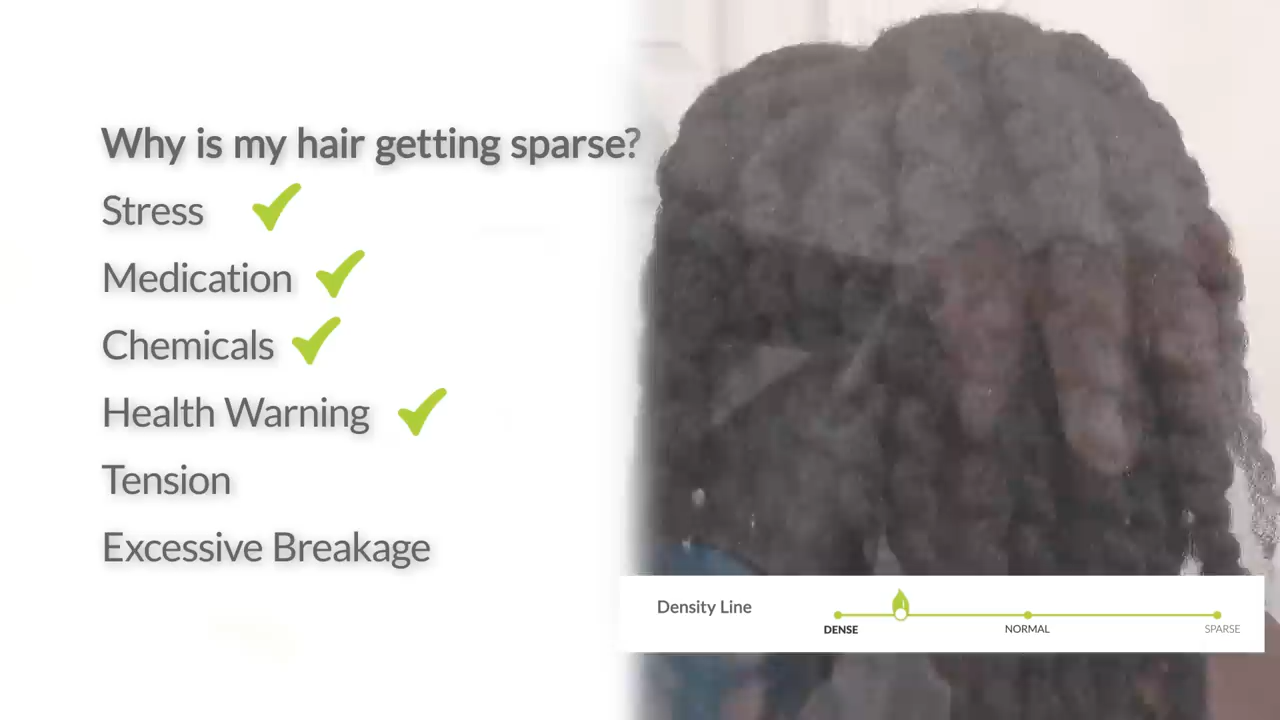 Why is my hair getting sparse?
Stress
Medication
Chemicals
Health Warning
Tension
Excessive Breakage
Density Line
DENSE NORMAL SPARSE